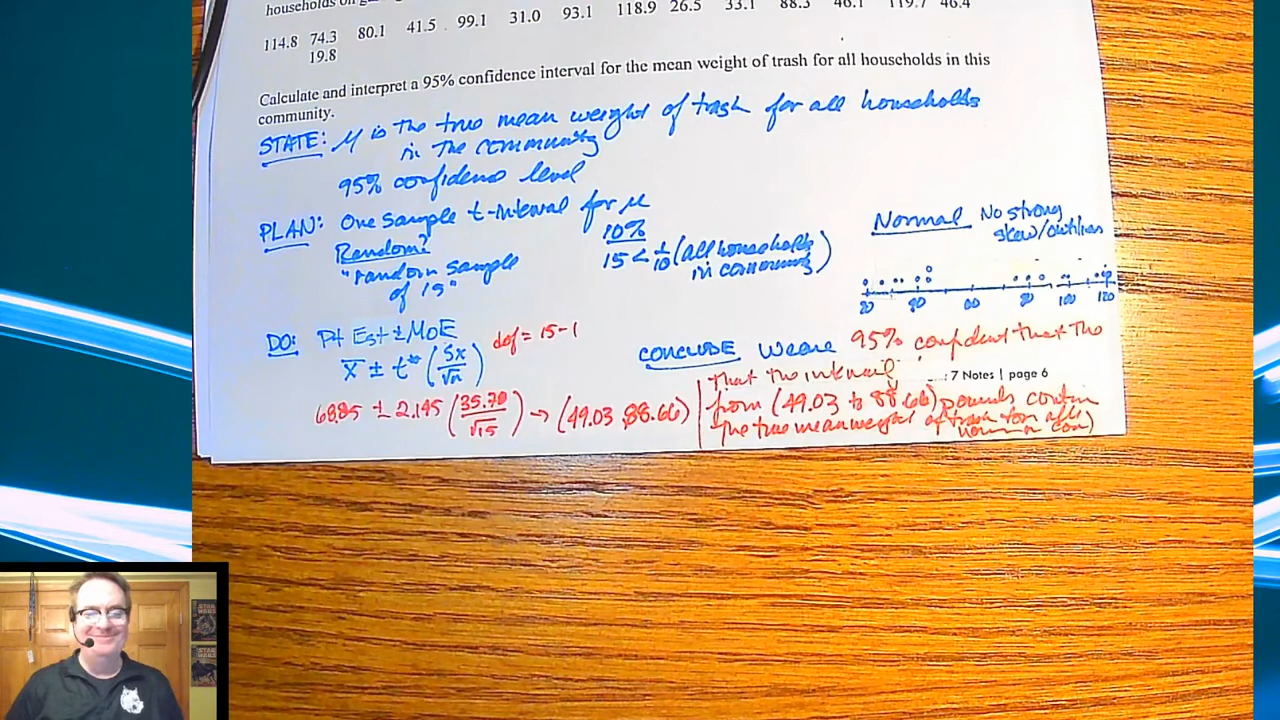 households on
114.8 74.3 80.1 41.5 99.1 31.0 93.1 118.9 26.5 33.1 88.3 46.1 119.7 46.4
19.8
Calculate and interpret a 95% confidence interval for the mean weight of trash for all households in this
community.
STATE: μ is the true mean weight of trash for all households
in the community
95% confidence level
PLAN: One sample t-interval for μ
Random?
"random sample
of 15"
10%
15 < 1/10 (all households
in community)
Normal No strong
skew/outliers
20 40 60 80 100 120
DO: Pt Est ± MoE
dof = 15-1
x̄ ± t* (Sx/√n)
68.85 ± 2.145 (35.78/√15) → (49.03, 88.66)
CONCLUDE We are 95% confident that the
that the interval
: 7 Notes | page 6
from (49.03 to 88.66) pounds contain
the true mean weight of trash for all
STAR
WARS
STAR
WARS